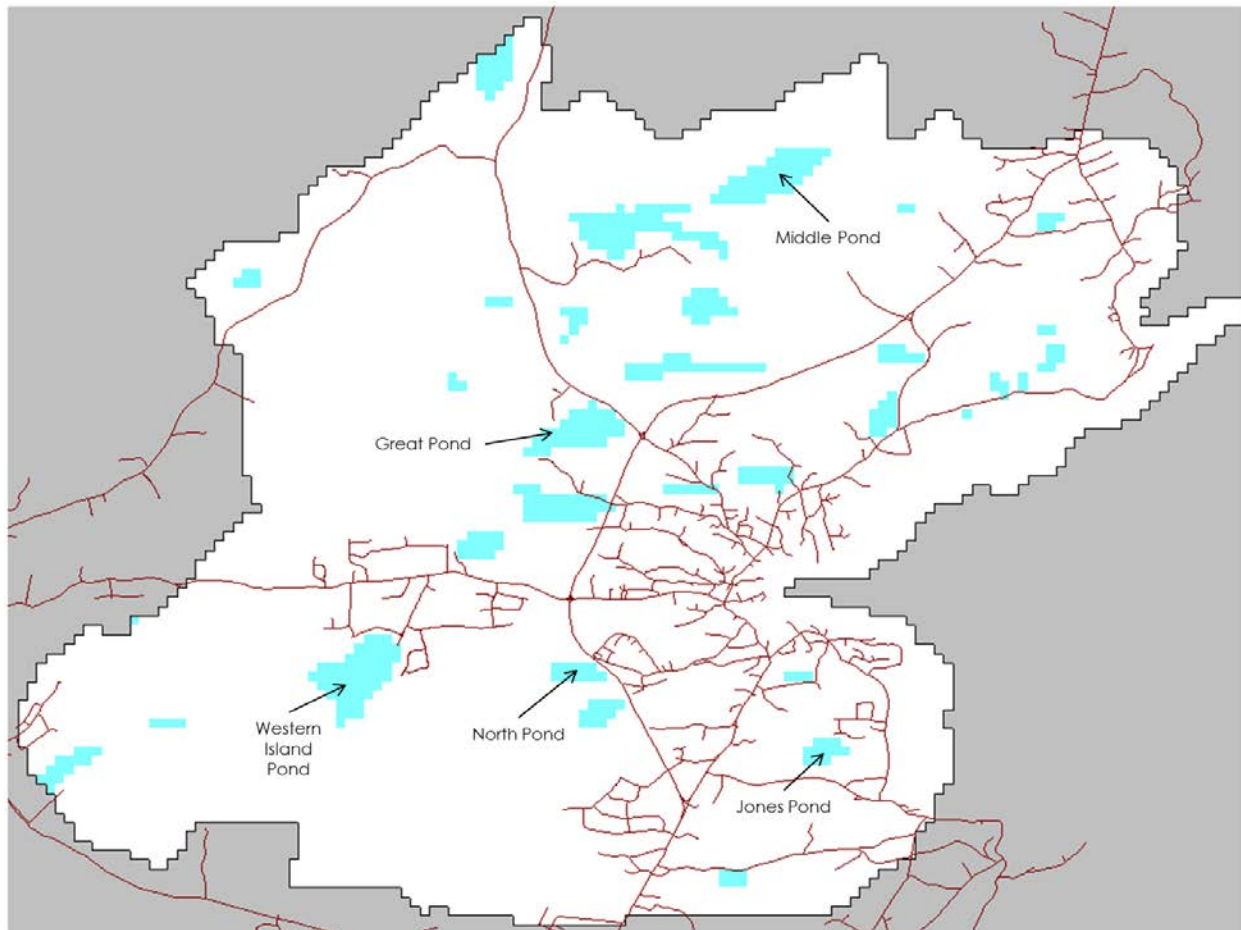 Middle Pond
Great Pond
Western
Island
Pond
North Pond
Jones Pond